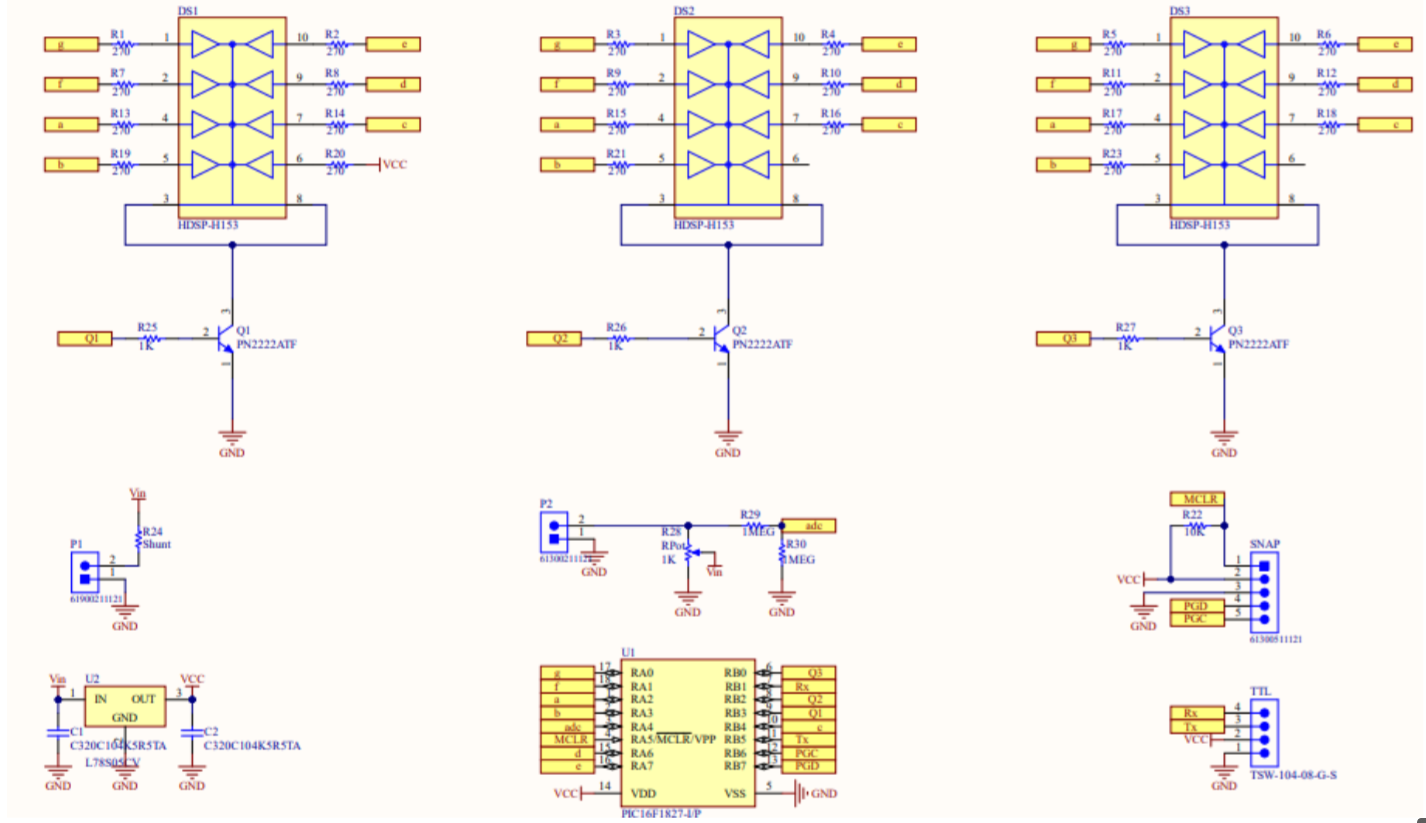 DS1 DS2 DS3
g R1 270 1 10 R2 270 e g R3 270 1 10 R4 270 e g R5 270 1 10 R6 270 e
f R7 270 2 9 R8 270 d f R9 270 2 9 R10 270 d f R11 270 2 9 R12 270 d
a R13 270 4 7 R14 270 c a R15 270 4 7 R16 270 c a R17 270 4 7 R18 270 c
b R19 270 5 6 R20 270 VCC b R21 270 5 6 b R23 270 5 6
3 8 3 8 3 8
HDSP-H153 HDSP-H153 HDSP-H153
3 3 3
Q1 R25 1K 2 Q1 Q2 R26 1K 2 Q2 Q3 R27 1K 2 Q3
PN2222ATF PN2222ATF PN2222ATF
1 1 1
GND GND GND
Vin
R24
Shunt
P1
2
1
61900211121
GND
P2
2
1
61300211121
GND
R28
RPot
1K
Vin
GND
R29
1MEG
adc
R30
1MEG
GND
MCLR
R22
10K
SNAP
VCC
GND
1
2
3
4
5
PGD
PGC
61300511121
Vin U2 VCC
1 IN OUT 3
GND
C1
C320C104K5R5TA
L78S05CV
C2
C320C104K5R5TA
GND GND GND
U1
g 17 RA0 RB0 6 Q3
f 18 RA1 RB1 Rx
a RA2 RB2 Q2
b RA3 RB3 Q1
adc RA4 RB4 c
MCLR 4 RA5/MCLR/VPP RB5 Tx
d 15 RA6 RB6 PGC
e 16 RA7 RB7 PGD
VCC 14 VDD VSS 5 GND
PIC16F1827-I/P
TTL
Rx 4
Tx 3
VCC 2
1
GND
TSW-104-08-G-S